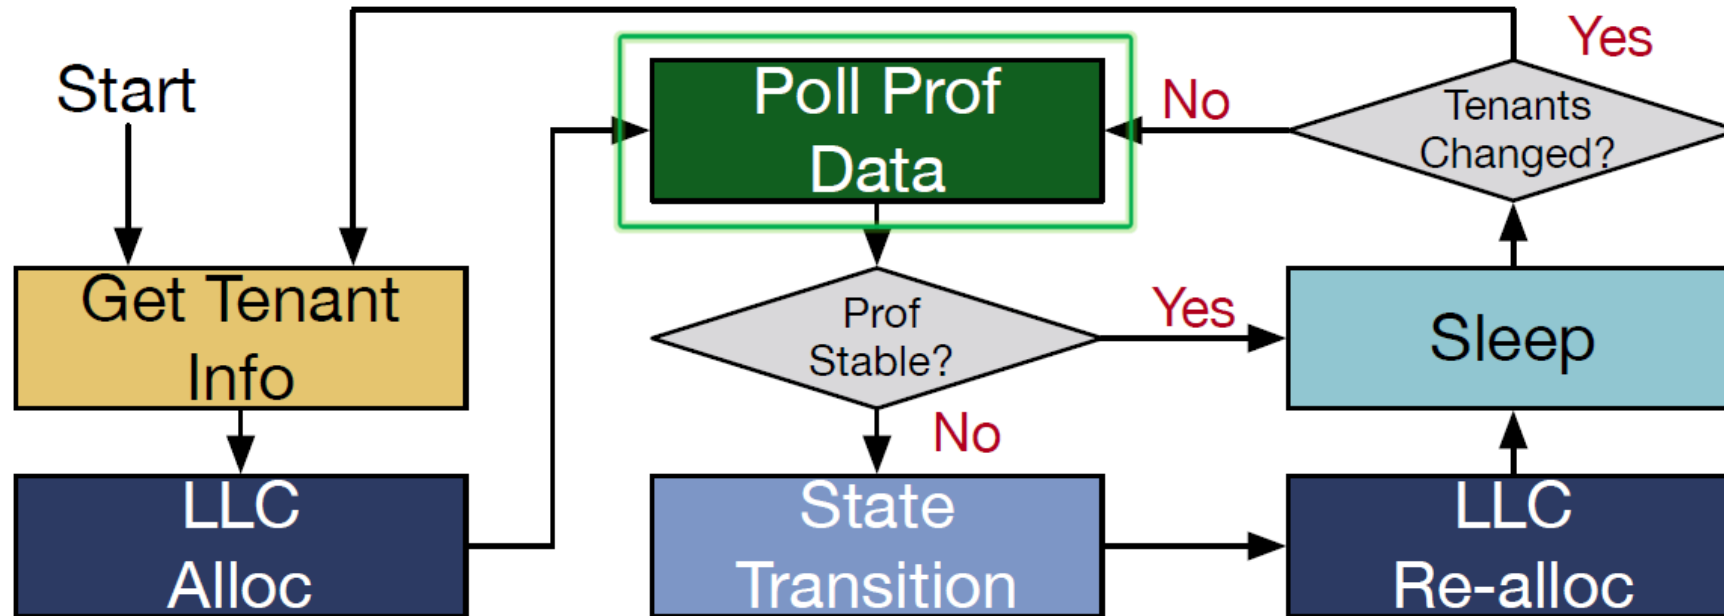 Start
Get Tenant
Info
LLC
Alloc
Poll Prof
Data
Prof
Stable?
Yes
No
State
Transition
LLC
Re-alloc
Sleep
Tenants
Changed?
No
Yes